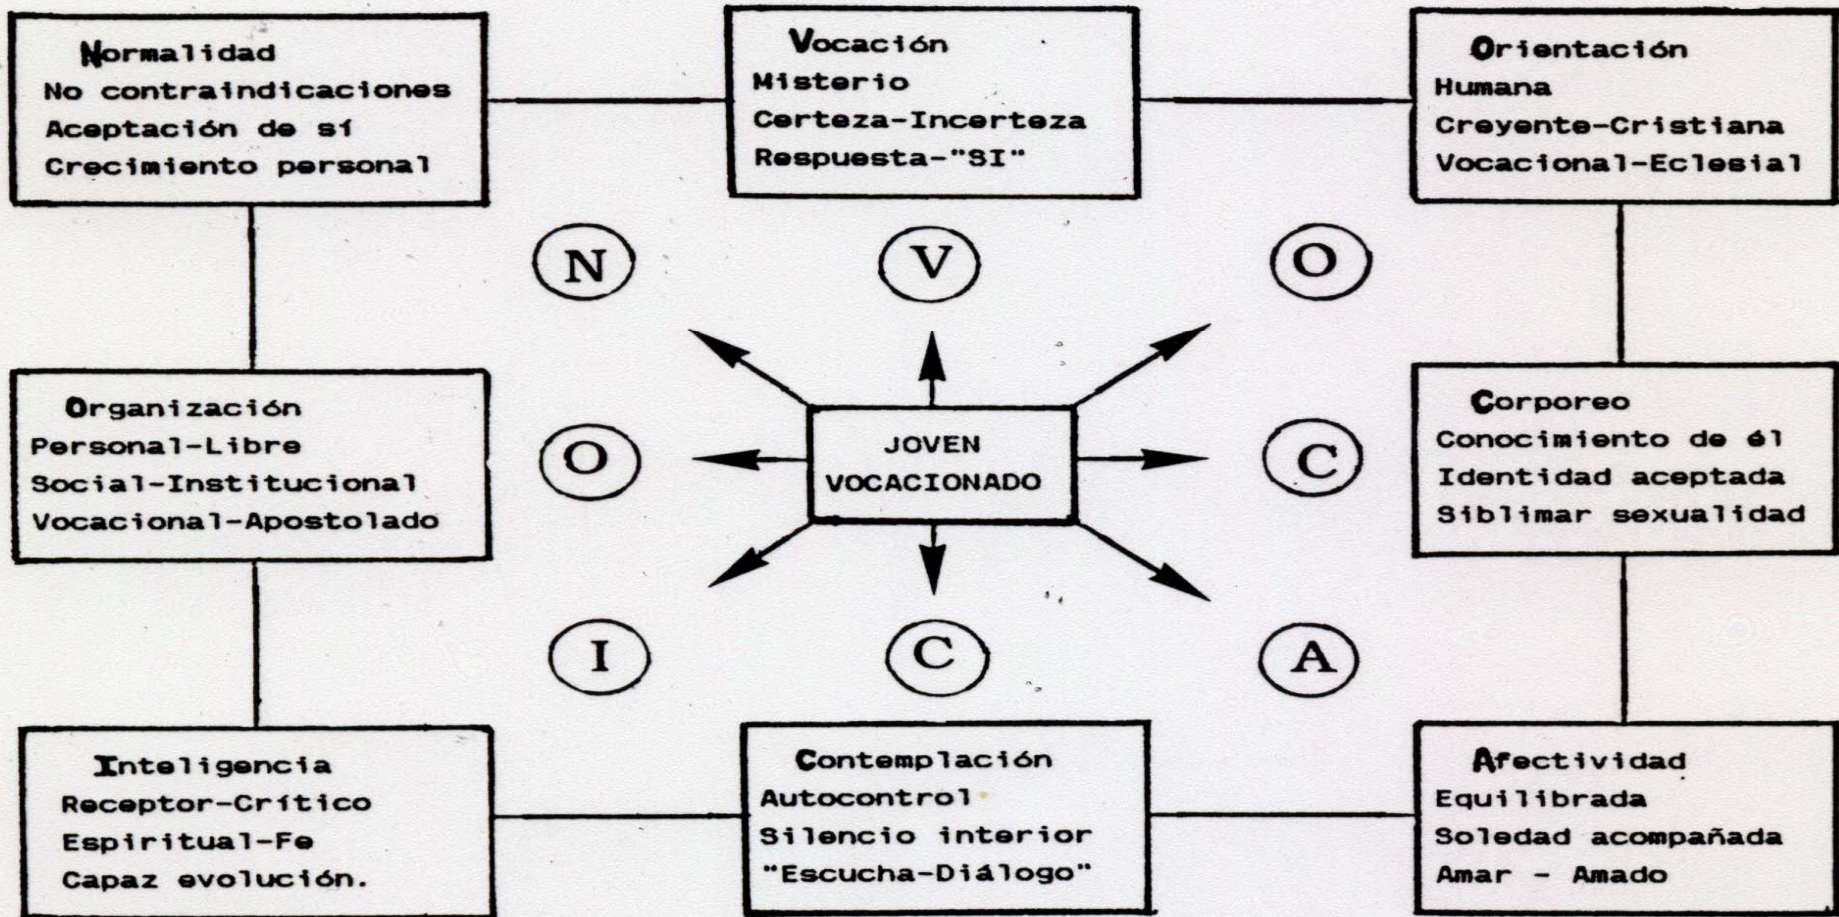 Normalidad
No contraindicaciones
Aceptación de sí
Crecimiento personal
Vocación
Misterio
Certeza-Incerteza
Respuesta-"SI"
Orientación
Humana
Creyente-Cristiana
Vocacional-Eclesial
N
V
O
Organización
Personal-Libre
Social-Institucional
Vocacional-Apostolado
O
JOVEN
VOCACIONADO
C
Corporeo
Conocimiento de él
Identidad aceptada
Siblimar sexualidad
I
C
A
Inteligencia
Receptor-Crítico
Espiritual-Fe
Capaz evolución.
Contemplación
Autocontrol
Silencio interior
"Escucha-Diálogo"
Afectividad
Equilibrada
Soledad acompañada
Amar - Amado